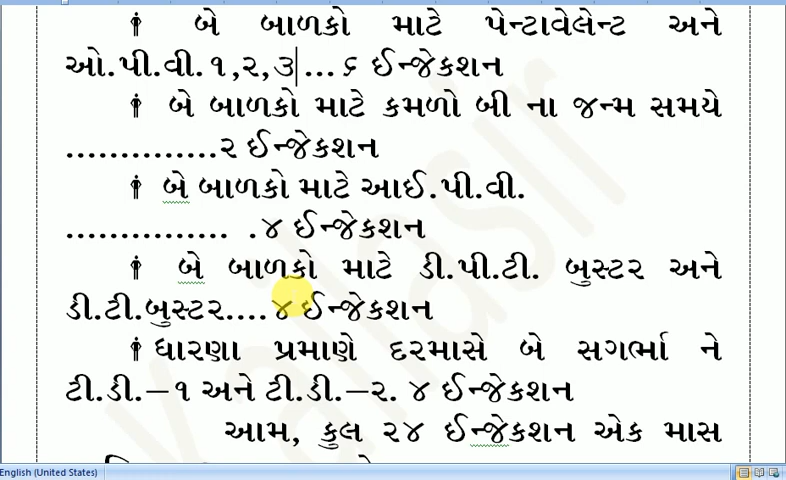 બે બાળકો માટે પેન્ટાવેલેન્ટ અને
ઓ.પી.વી. ૧,૨,૩...૬ ઈન્જેકશન
બે બાળકો માટે કમળો બી ના જન્મ સમયે
...............૨ ઈન્જેકશન
બે બાળકો માટે આઈ.પી.વી.
............... .૪ ઈન્જેકશન
બે બાળકો માટે ડી.પી.ટી. બુસ્ટર અને
ડી.ટી.બુસ્ટર....૪ ઈન્જેકશન
ધારણા પ્રમાણે દરમાસે બે સગર્ભા ને
ટી.ડી.–૧ અને ટી.ડી.–૨. ૪ ઈન્જેકશન
આમ, કુલ ૨૪ ઈન્જેકશન એક માસ
English (United States)